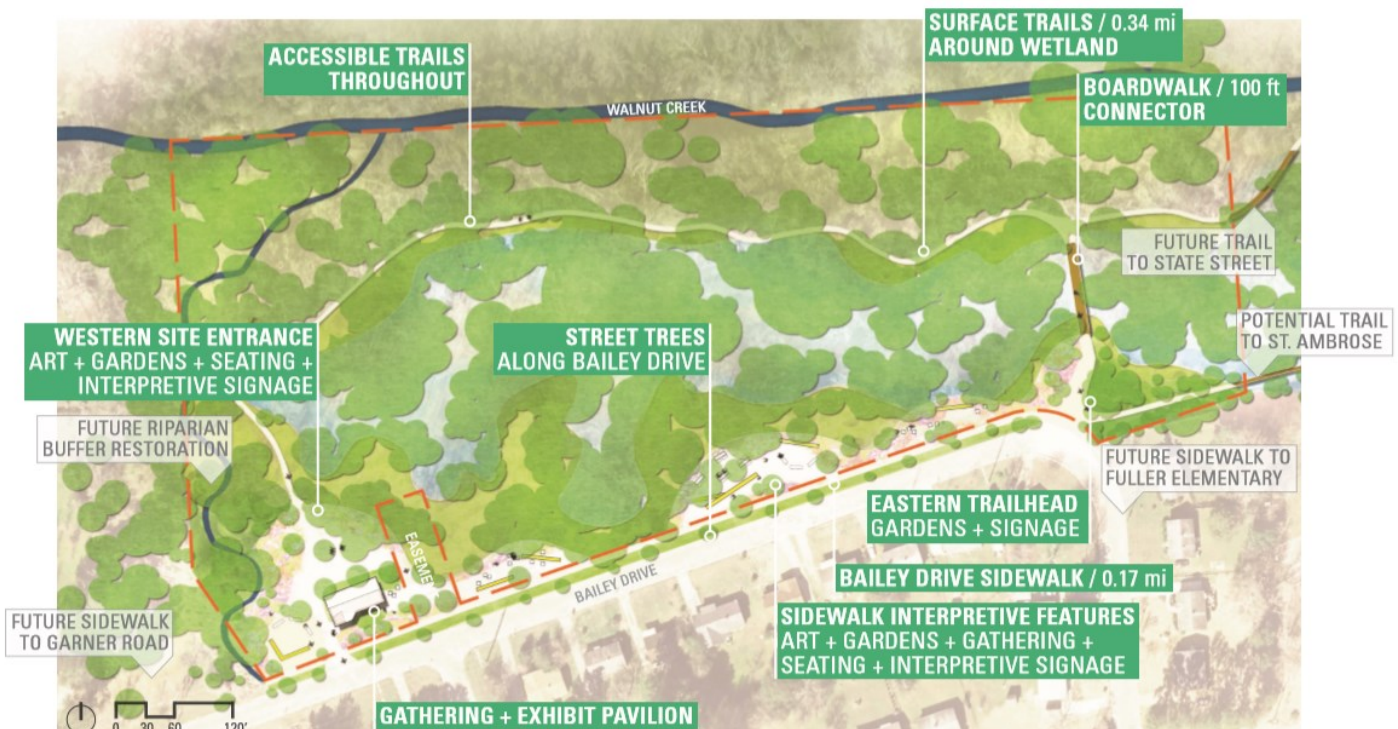 SURFACE TRAILS / 0.34 mi
AROUND WETLAND
ACCESSIBLE TRAILS
THROUGHOUT
BOARDWALK / 100 ft
CONNECTOR
WALNUT CREEK
FUTURE TRAIL
TO STATE STREET
WESTERN SITE ENTRANCE
ART + GARDENS + SEATING +
INTERPRETIVE SIGNAGE
STREET TREES
ALONG BAILEY DRIVE
POTENTIAL TRAIL
TO ST. AMBROSE
FUTURE RIPARIAN
BUFFER RESTORATION
FUTURE SIDEWALK TO
FULLER ELEMENTARY
EASTERN TRAILHEAD
GARDENS + SIGNAGE
EASEME
BAILEY DRIVE
BAILEY DRIVE SIDEWALK / 0.17 mi
SIDEWALK INTERPRETIVE FEATURES
ART + GARDENS + GATHERING +
SEATING + INTERPRETIVE SIGNAGE
FUTURE SIDEWALK
TO GARNER ROAD
GATHERING + EXHIBIT PAVILION
0 30 60 120'